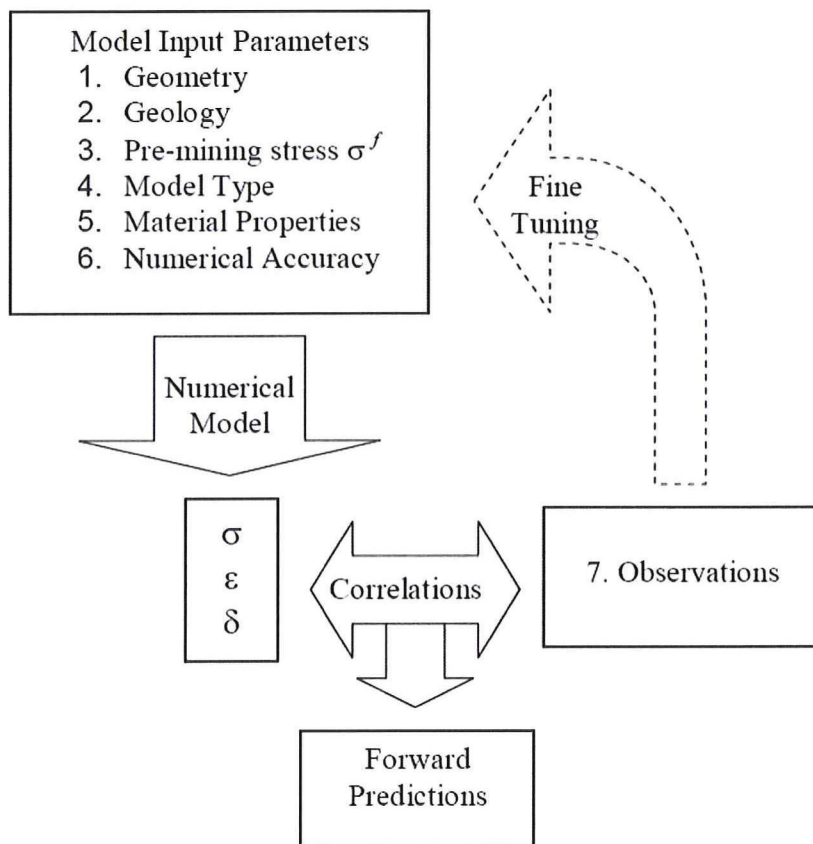 Model Input Parameters
1. Geometry
2. Geology
3. Pre-mining stress σᶠ
4. Model Type
5. Material Properties
6. Numerical Accuracy
Fine
Tuning
Numerical
Model
σ
ε
δ
Correlations
7. Observations
Forward
Predictions